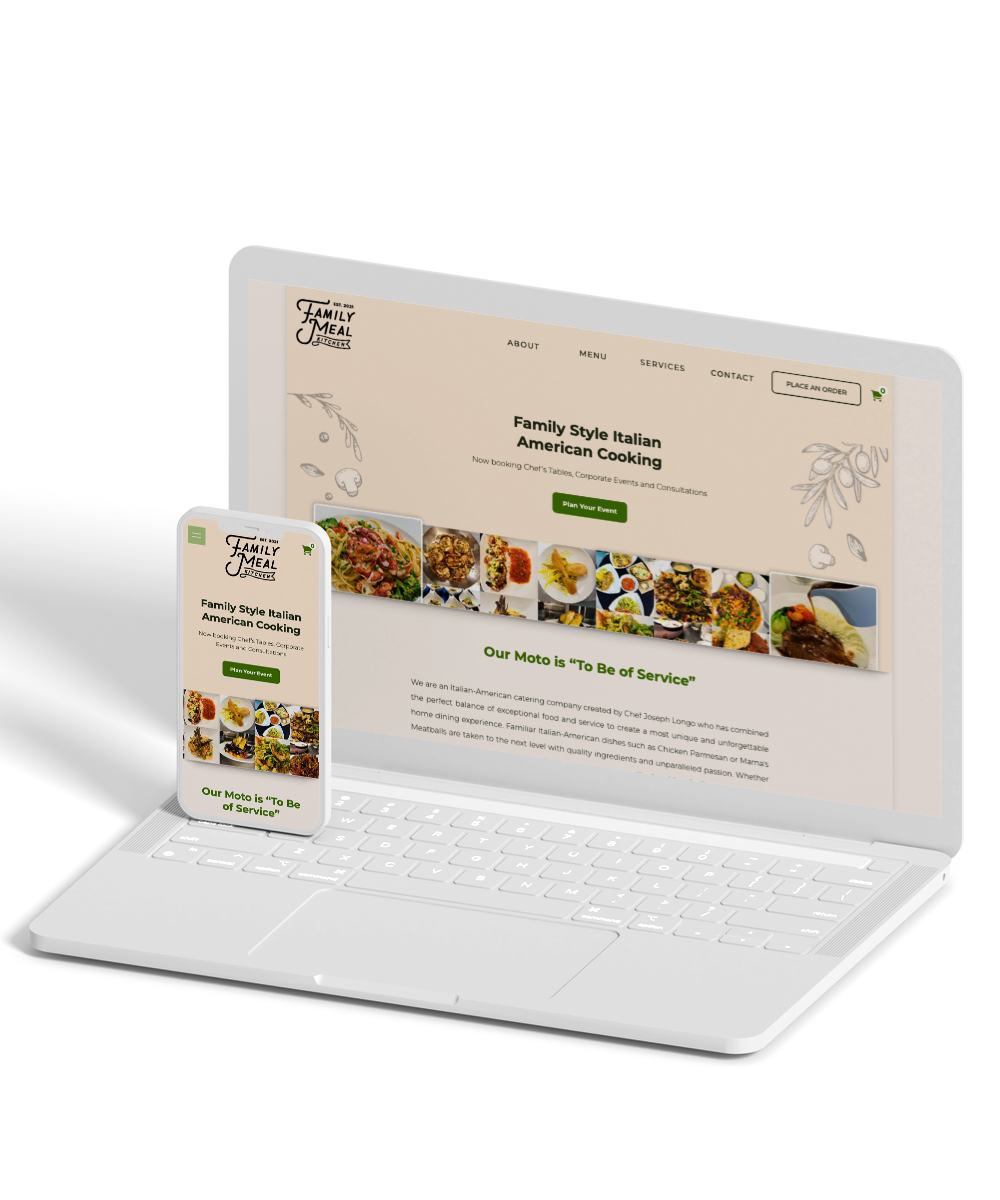 EST. 2021
FAMILY
MEAL
KITCHEN
ABOUT
MENU
SERVICES
CONTACT
PLACE AN ORDER
0
Family Style Italian
American Cooking
Now booking Chef's Tables, Corporate Events and Consultations
Plan Your Event
Our Moto is “To Be of Service”
We are an Italian-American catering company created by Chef Joseph Longo who has combined
the perfect balance of exceptional food and service to create a most unique and unforgettable
home dining experience. Familiar Italian-American dishes such as Chicken Parmesan or Mama's
Meatballs are taken to the next level with quality ingredients and unparalleled passion. Whether
EST. 2021
FAMILY
MEAL
KITCHEN
0
Family Style Italian
American Cooking
Now booking Chef's Tables, Corporate
Events and Consultations
Plan Your Event
Our Moto is “To Be
of Service”
W E R T Y U I O P
S D F G H J K L
Z X C V B N M
return
shift
command